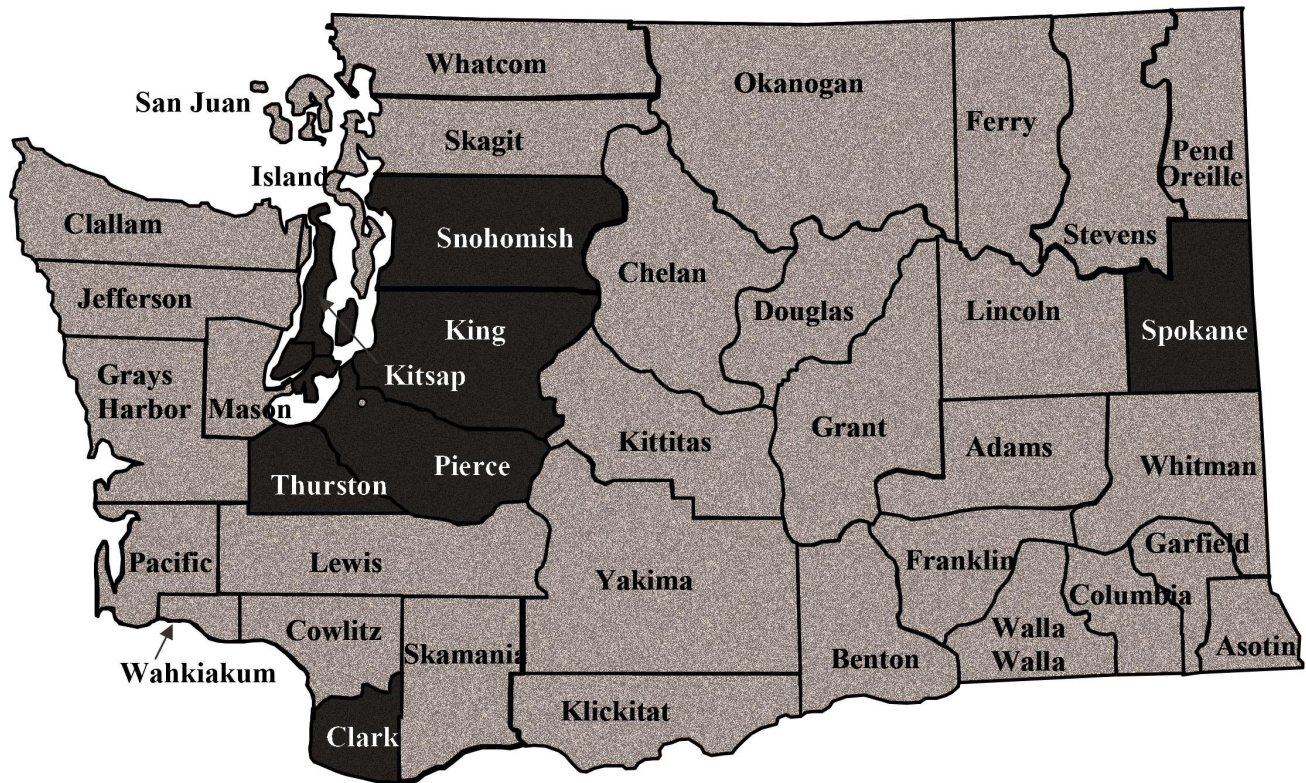 Whatcom
Okanogan
San Juan
Ferry
Skagit
Pend
Oreille
Island
Clallam
Snohomish
Stevens
Chelan
Jefferson
Douglas
Lincoln
King
Spokane
Kitsap
Grays
Harbor
Mason
Grant
Kittitas
Adams
Pierce
Whitman
Thurston
Garfield
Pacific
Lewis
Franklin
Yakima
Columbia
Cowlitz
Walla
Walla
Skamania
Asotin
Benton
Wahkiakum
Klickitat
Clark